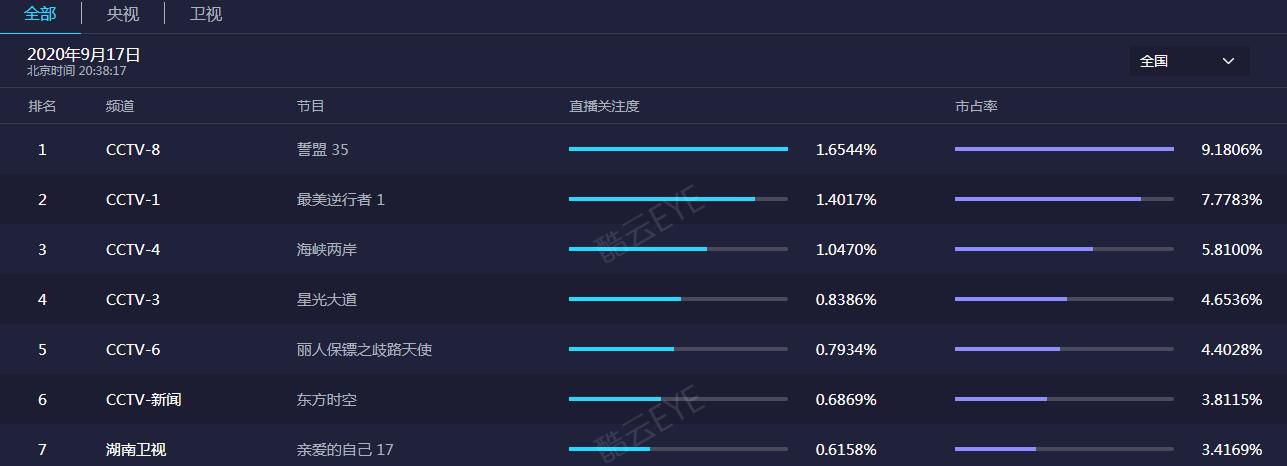 全部 央视 卫视
2020年9月17日
北京时间 20:38:17
全国
排名 频道 节目 直播关注度 市占率
1 CCTV-8 誓盟 35 1.6544% 9.1806%
2 CCTV-1 最美逆行者 1 1.4017% 7.7783%
3 CCTV-4 海峡两岸 1.0470% 5.8100%
4 CCTV-3 星光大道 0.8386% 4.6536%
5 CCTV-6 丽人保镖之歧路天使 0.7934% 4.4028%
6 CCTV-新闻 东方时空 0.6869% 3.8115%
7 湖南卫视 亲爱的自己 17 0.6158% 3.4169%
酷云EYE
酷云EYE